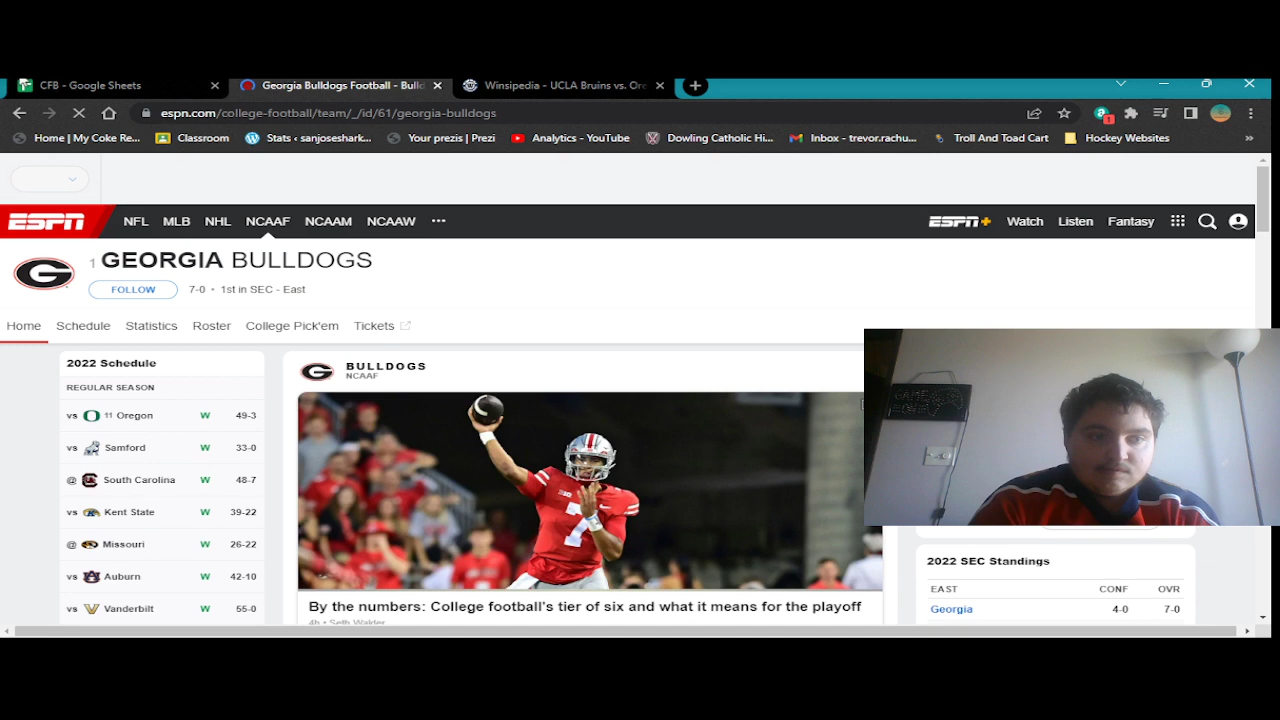 CFB - Google Sheets
Georgia Bulldogs Football - Bulld
Winsipedia - UCLA Bruins vs. Ore
espn.com/college-football/team/_/id/61/georgia-bulldogs
Home | My Coke Re...
Classroom
Stats ‹ sanjoseshark...
Your prezis | Prezi
Analytics - YouTube
Dowling Catholic Hi...
Inbox - trevor.rachu...
Troll And Toad Cart
Hockey Websites
ESPN NFL MLB NHL NCAAF NCAAM NCAAW ••• ESPN+ Watch Listen Fantasy
1 GEORGIA BULLDOGS
FOLLOW 7-0 • 1st in SEC - East
Home Schedule Statistics Roster College Pick'em Tickets
2022 Schedule
REGULAR SEASON
vs 11 Oregon W 49-3
vs Samford W 33-0
@ South Carolina W 48-7
vs Kent State W 39-22
@ Missouri W 26-22
vs Auburn W 42-10
vs Vanderbilt W 55-0
BULLDOGS
NCAAF
7
By the numbers: College football's tier of six and what it means for the playoff
4h • Seth Walder
GAME
2022 SEC Standings
EAST CONF OVR
Georgia 4-0 7-0